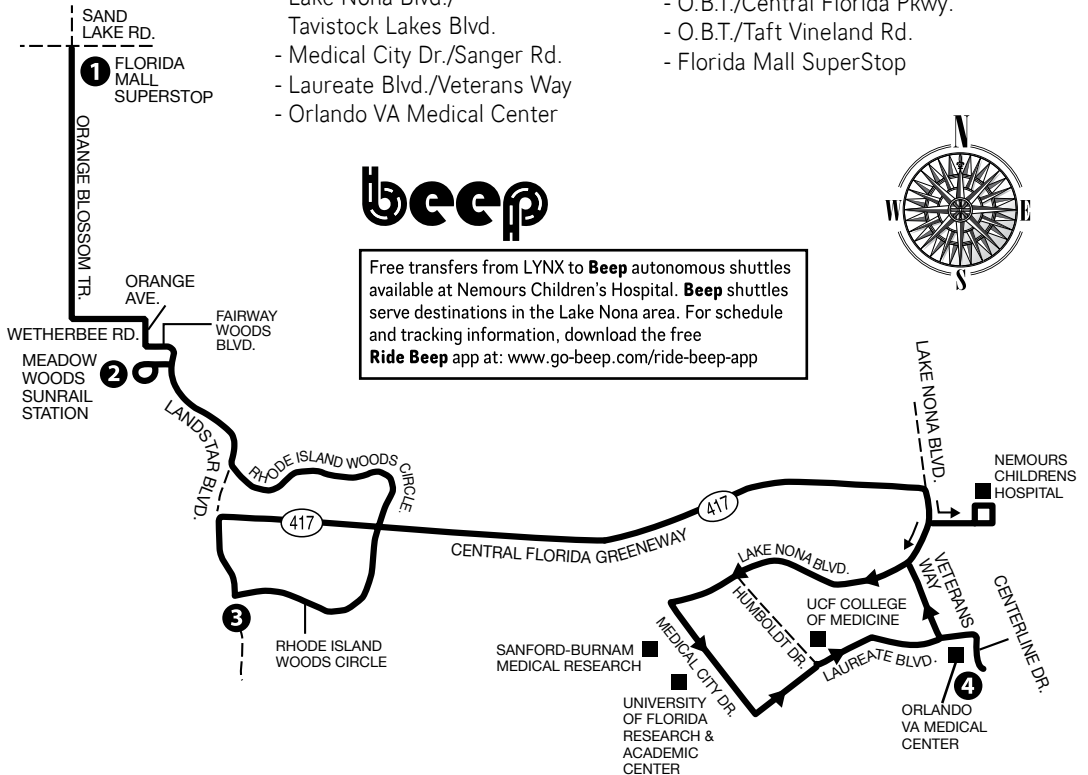 Lake Nona Blvd./
Tavistock Lakes Blvd.
- Medical City Dr./Sanger Rd.
- Laureate Blvd./Veterans Way
- Orlando VA Medical Center
- O.B.T./Central Florida Pkwy.
- O.B.T./Taft Vineland Rd.
- Florida Mall SuperStop
SAND
LAKE RD.
1
FLORIDA
MALL
SUPERSTOP
ORANGE BLOSSOM TR.
beep
Free transfers from LYNX to Beep autonomous shuttles
available at Nemours Children's Hospital. Beep shuttles
serve destinations in the Lake Nona area. For schedule
and tracking information, download the free
Ride Beep app at: www.go-beep.com/ride-beep-app
N
W
E
S
ORANGE
AVE.
FAIRWAY
WOODS
BLVD.
WETHERBEE RD.
MEADOW
WOODS
SUNRAIL
STATION
2
LANDSTAR BLVD.
RHODE ISLAND WOODS CIRCLE.
417
CENTRAL FLORIDA GREENEWAY
417
LAKE NONA BLVD.
NEMOURS
CHILDRENS
HOSPITAL
3
RHODE ISLAND
WOODS CIRCLE
LAKE NONA BLVD.
HUMBOLDT DR.
UCF COLLEGE
OF MEDICINE
VETERANS
WAY
CENTERLINE DR.
SANFORD-BURNAM
MEDICAL RESEARCH
MEDICAL CITY DR.
LAUREATE BLVD.
UNIVERSITY
OF FLORIDA
RESEARCH &
ACADEMIC
CENTER
4
ORLANDO
VA MEDICAL
CENTER